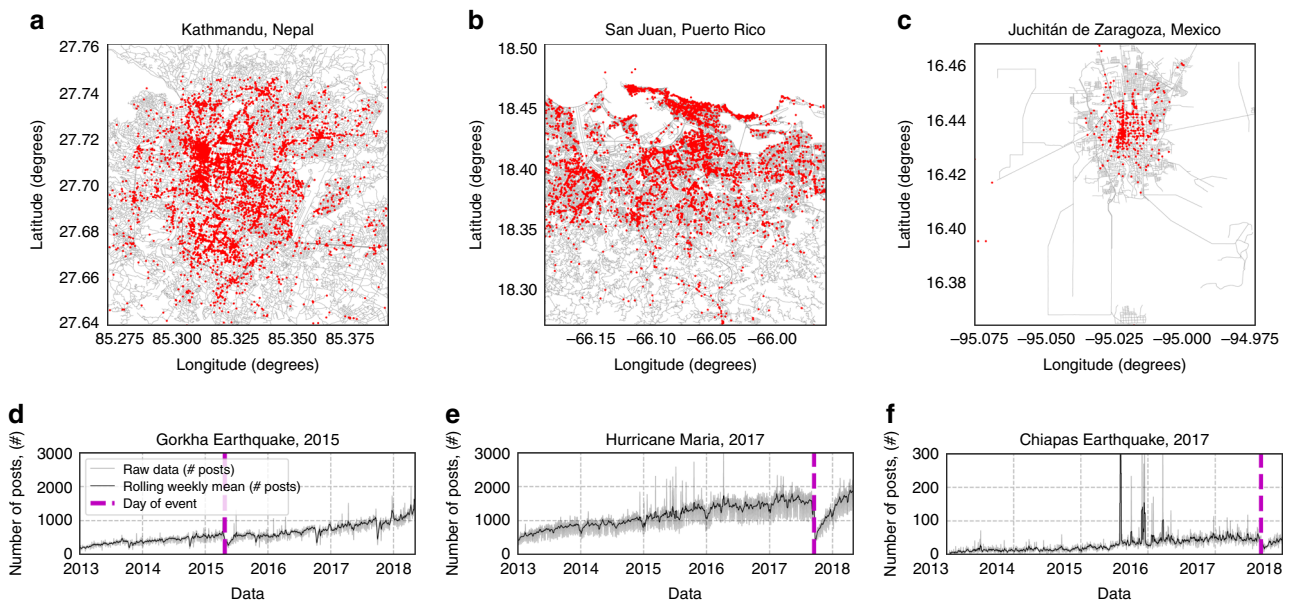 a
Kathmandu, Nepal
27.76
27.74
27.72
27.70
27.68
27.66
27.64
Latitude (degrees)
85.275 85.300 85.325 85.350 85.375
Longitude (degrees)
b
San Juan, Puerto Rico
18.50
18.45
18.40
18.35
18.30
Latitude (degrees)
−66.15 −66.10 −66.05 −66.00
Longitude (degrees)
c
Juchitán de Zaragoza, Mexico
16.46
16.44
16.42
16.40
16.38
Latitude (degrees)
−95.075 −95.050 −95.025 −95.000 −94.975
Longitude (degrees)
d
Gorkha Earthquake, 2015
Number of posts, (#)
3000
2000
1000
0
Raw data (# posts)
Rolling weekly mean (# posts)
Day of event
2013 2014 2015 2016 2017 2018
Data
e
Hurricane Maria, 2017
Number of posts, (#)
3000
2000
1000
0
2013 2014 2015 2016 2017 2018
Data
f
Chiapas Earthquake, 2017
Number of posts, (#)
300
200
100
0
2013 2014 2015 2016 2017 2018
Data